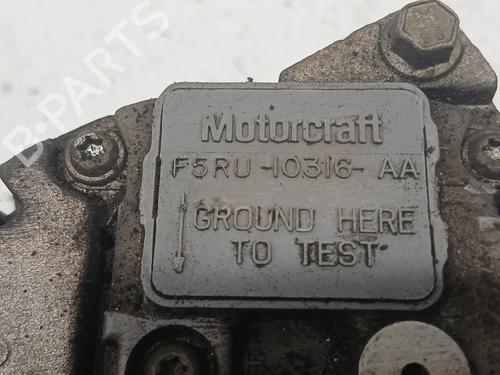 B-PARTS
Motorcraft
F5RU-10316-AA
GROUND HERE
TO TEST